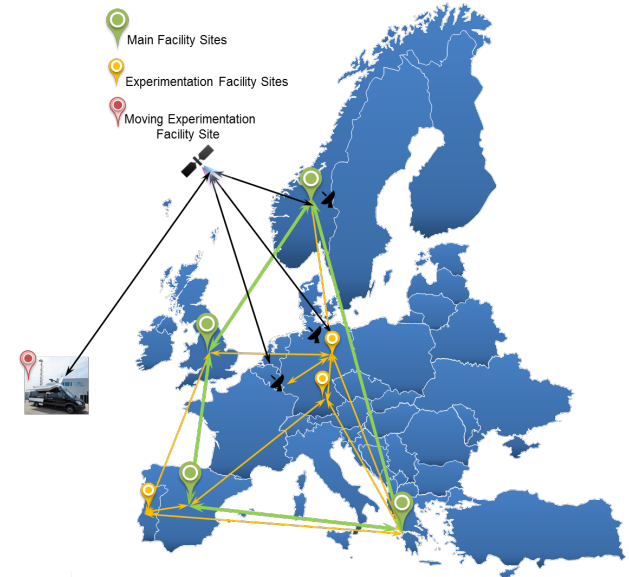 Main Facility Sites
Experimentation Facility Sites
Moving Experimentation
Facility Site